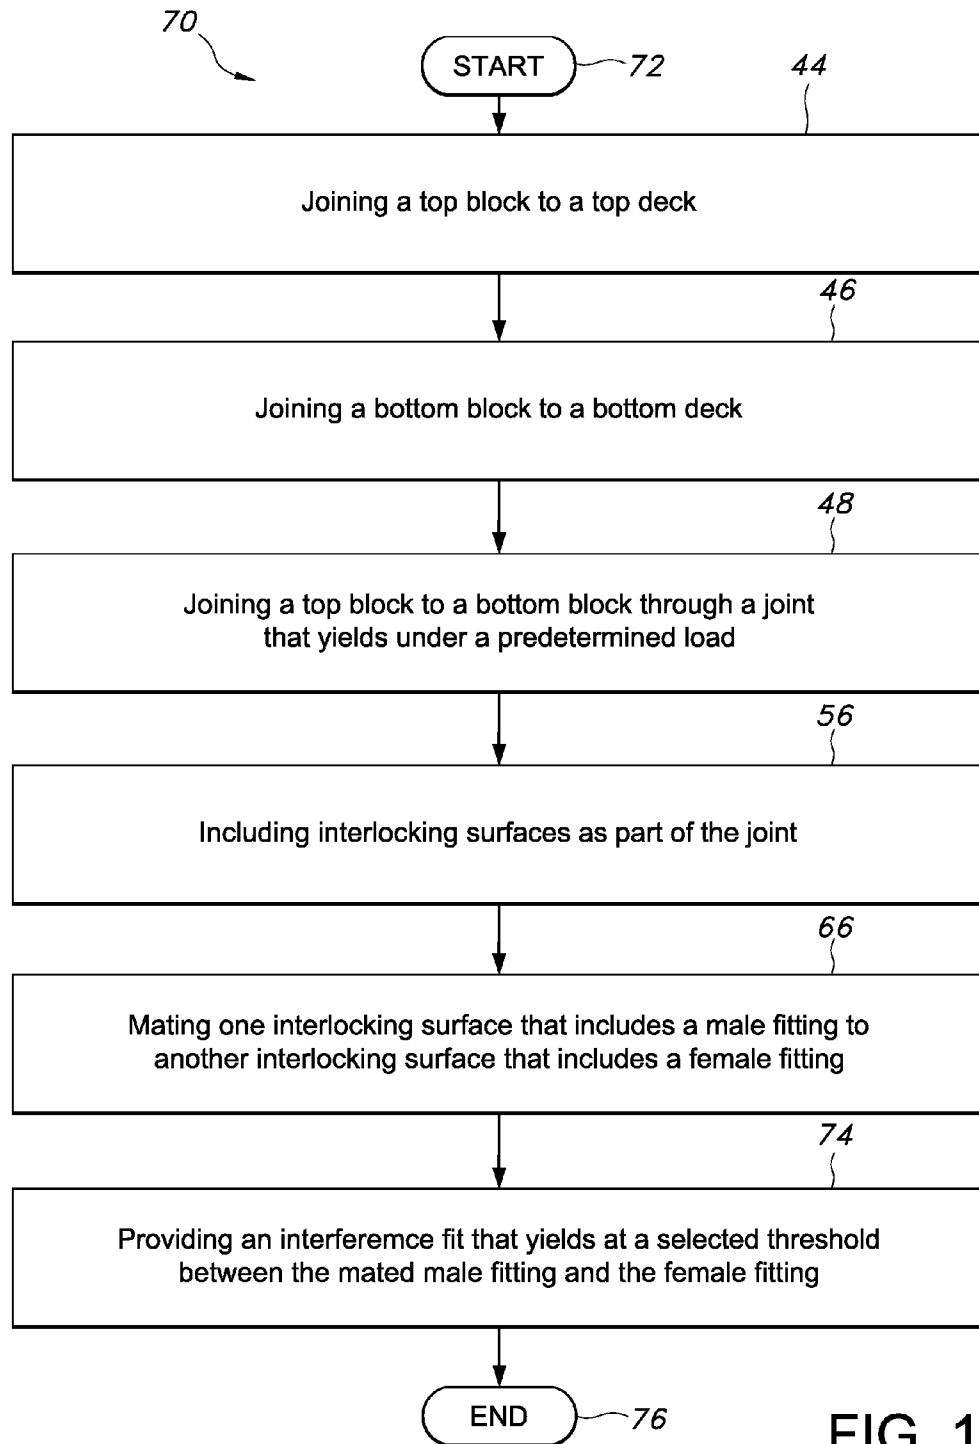 70
START
72
44
Joining a top block to a top deck
46
Joining a bottom block to a bottom deck
48
Joining a top block to a bottom block through a joint
that yields under a predetermined load
56
Including interlocking surfaces as part of the joint
66
Mating one interlocking surface that includes a male fitting to
another interlocking surface that includes a female fitting
74
Providing an interferemce fit that yields at a selected threshold
between the mated male fitting and the female fitting
END
76
FIG. 1